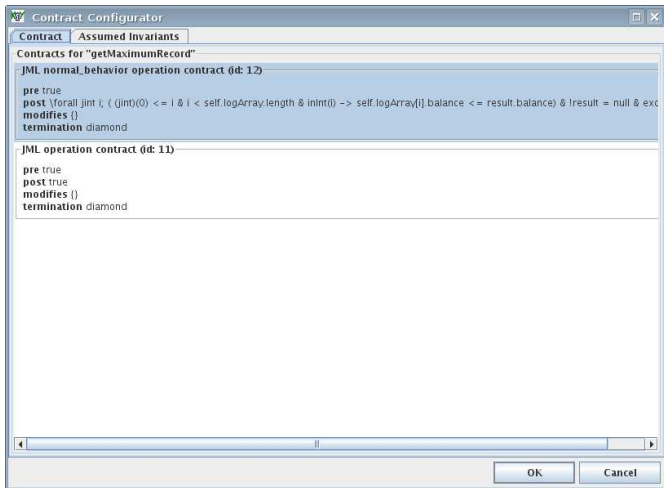 Contract Configurator
Contract Assumed Invariants
Contracts for "getMaximumRecord"
JML normal_behavior operation contract (id: 12)
pre true
post \forall jint i; ( (jint)(0) <= i & i < self.logArray.length & inInt(i) -> self.logArray[i].balance <= result.balance) & !result = null & exc
modifies {}
termination diamond
JML operation contract (id: 11)
pre true
post true
modifies {}
termination diamond
OK Cancel